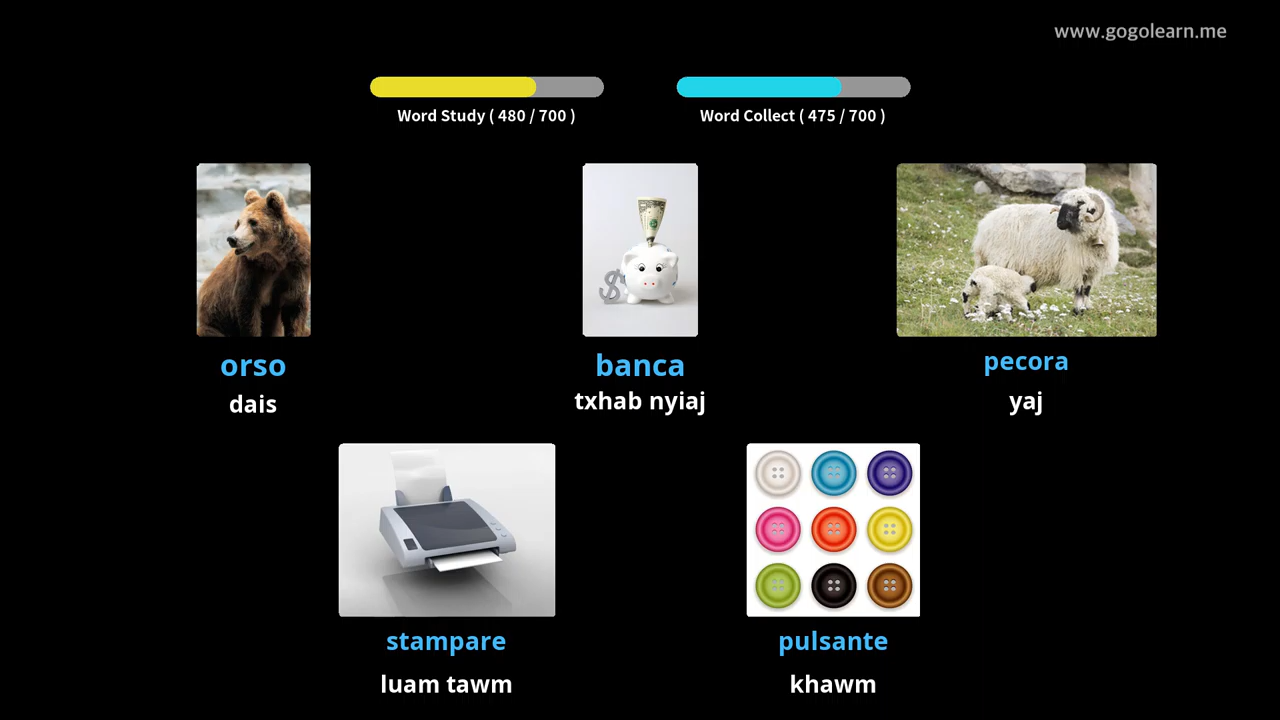 www.gogolearn.me
Word Study ( 480 / 700 )
Word Collect ( 475 / 700 )
orso
dais
banca
txhab nyiaj
pecora
yaj
stampare
luam tawm
pulsante
khawm